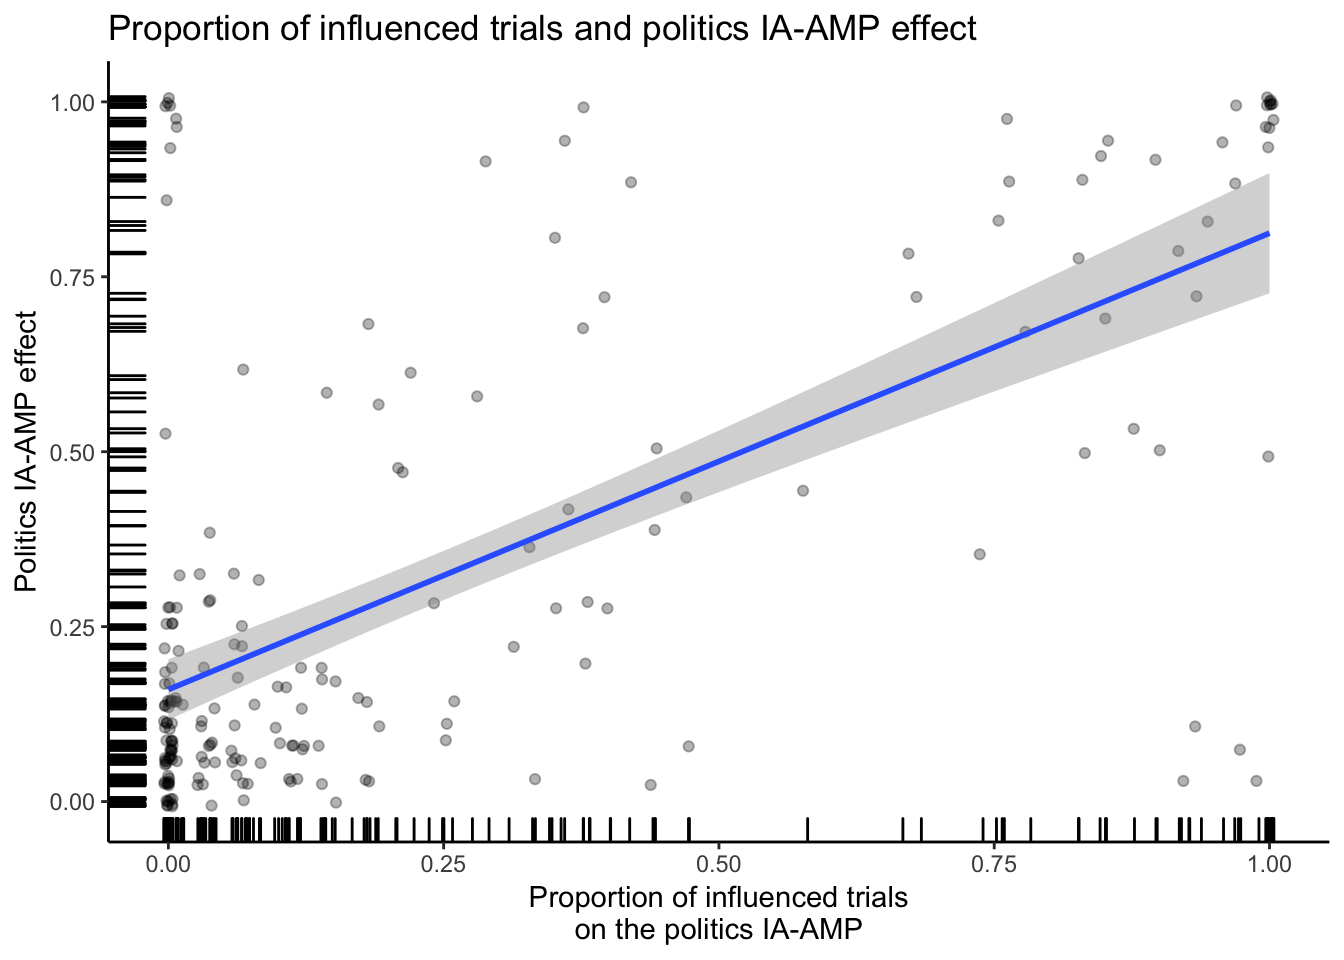 Proportion of influenced trials and politics IA-AMP effect
1.00
0.75
0.50
0.25
0.00
Politics IA-AMP effect
0.00
0.25
0.50
0.75
1.00
Proportion of influenced trials
on the politics IA-AMP